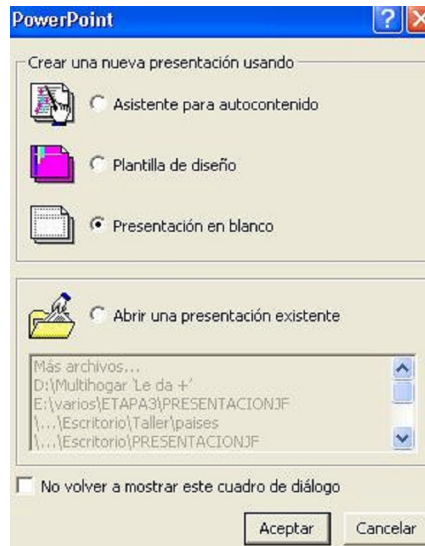 PowerPoint
Crear una nueva presentación usando
Asistente para autocontenido
Plantilla de diseño
Presentación en blanco
Abrir una presentación existente
Más archivos...
D:\Multihogar 'Le da +'
E:\varios\ETAPA3\PRESENTACIONJF
\...\Escritorio\Taller\paises
\...\Escritorio\PRESENTACIONJF
No volver a mostrar este cuadro de diálogo
Aceptar
Cancelar